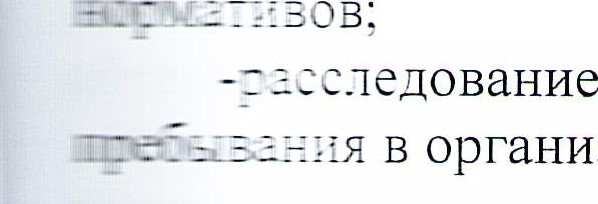 нормативов;
-расследование
пребывания в органи